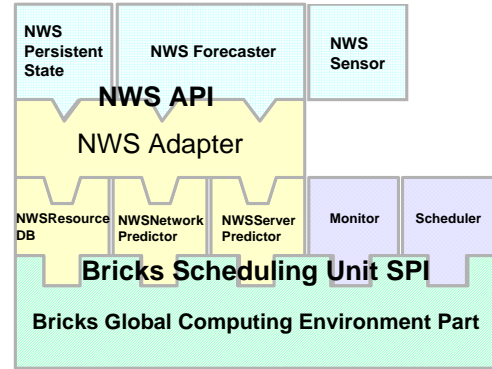 NWS
Persistent
State
NWS Forecaster
NWS
Sensor
NWS API
NWS Adapter
NWSResource
DB
NWSNetwork
Predictor
NWSServer
Predictor
Monitor
Scheduler
Bricks Scheduling Unit SPI
Bricks Global Computing Environment Part